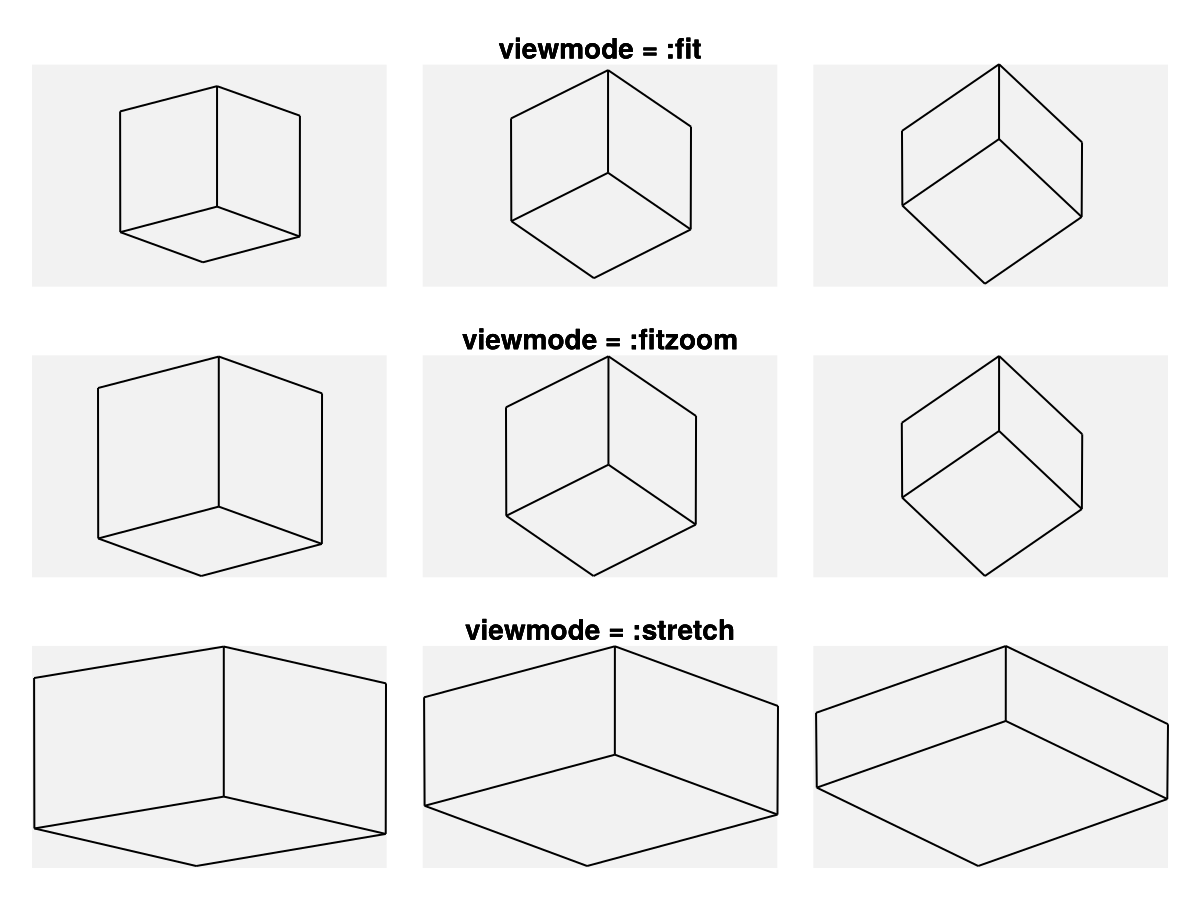 viewmode = :fit
viewmode = :fitzoom
viewmode = :stretch